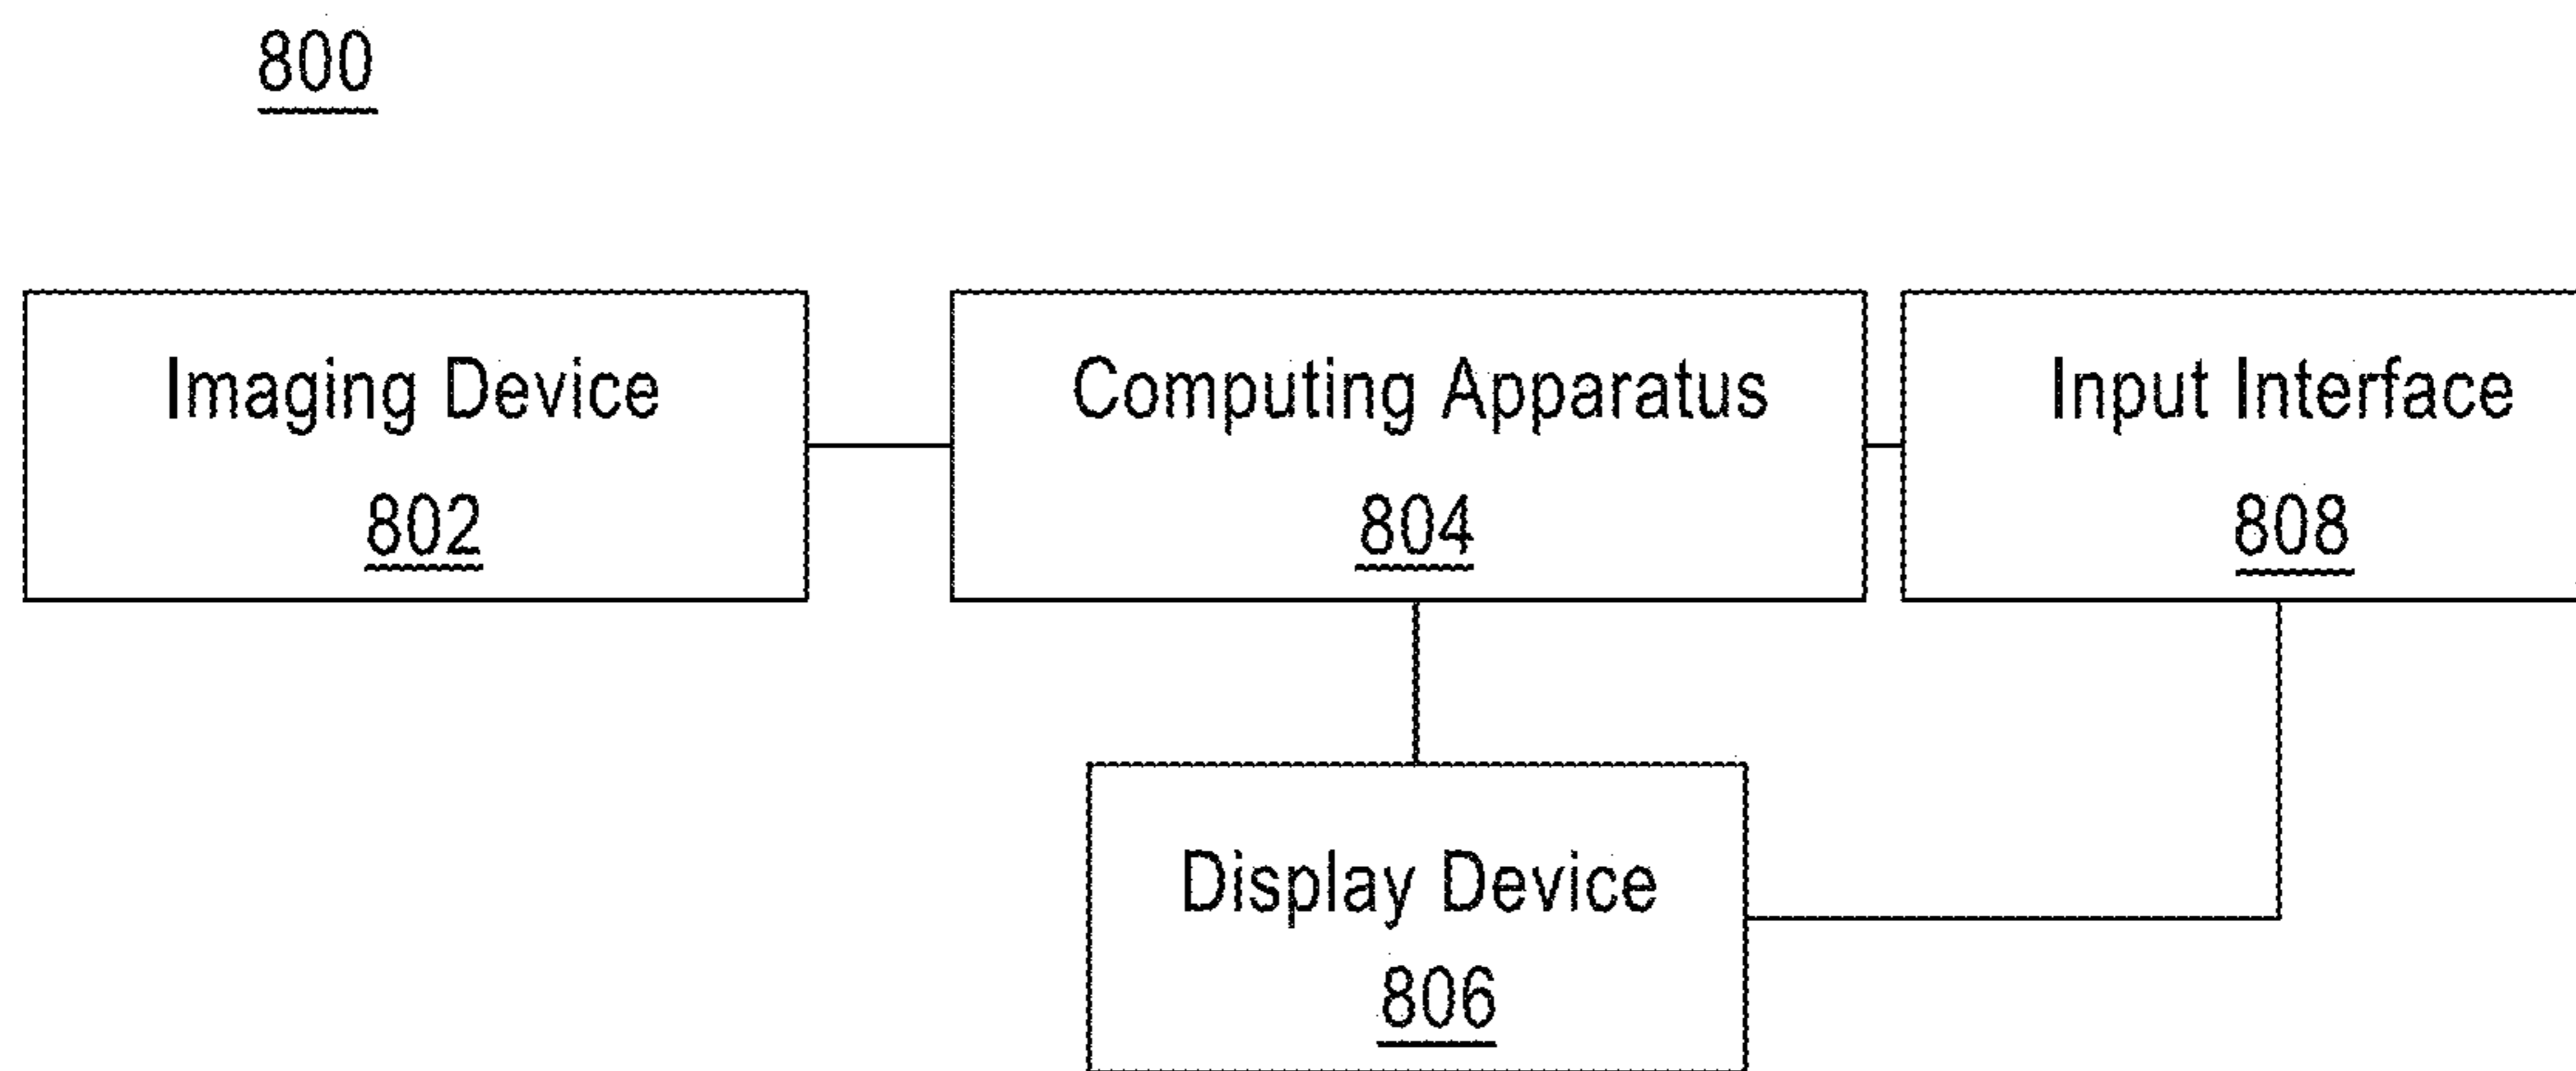 800
Imaging Device
802
Computing Apparatus
804
Input Interface
808
Display Device
806